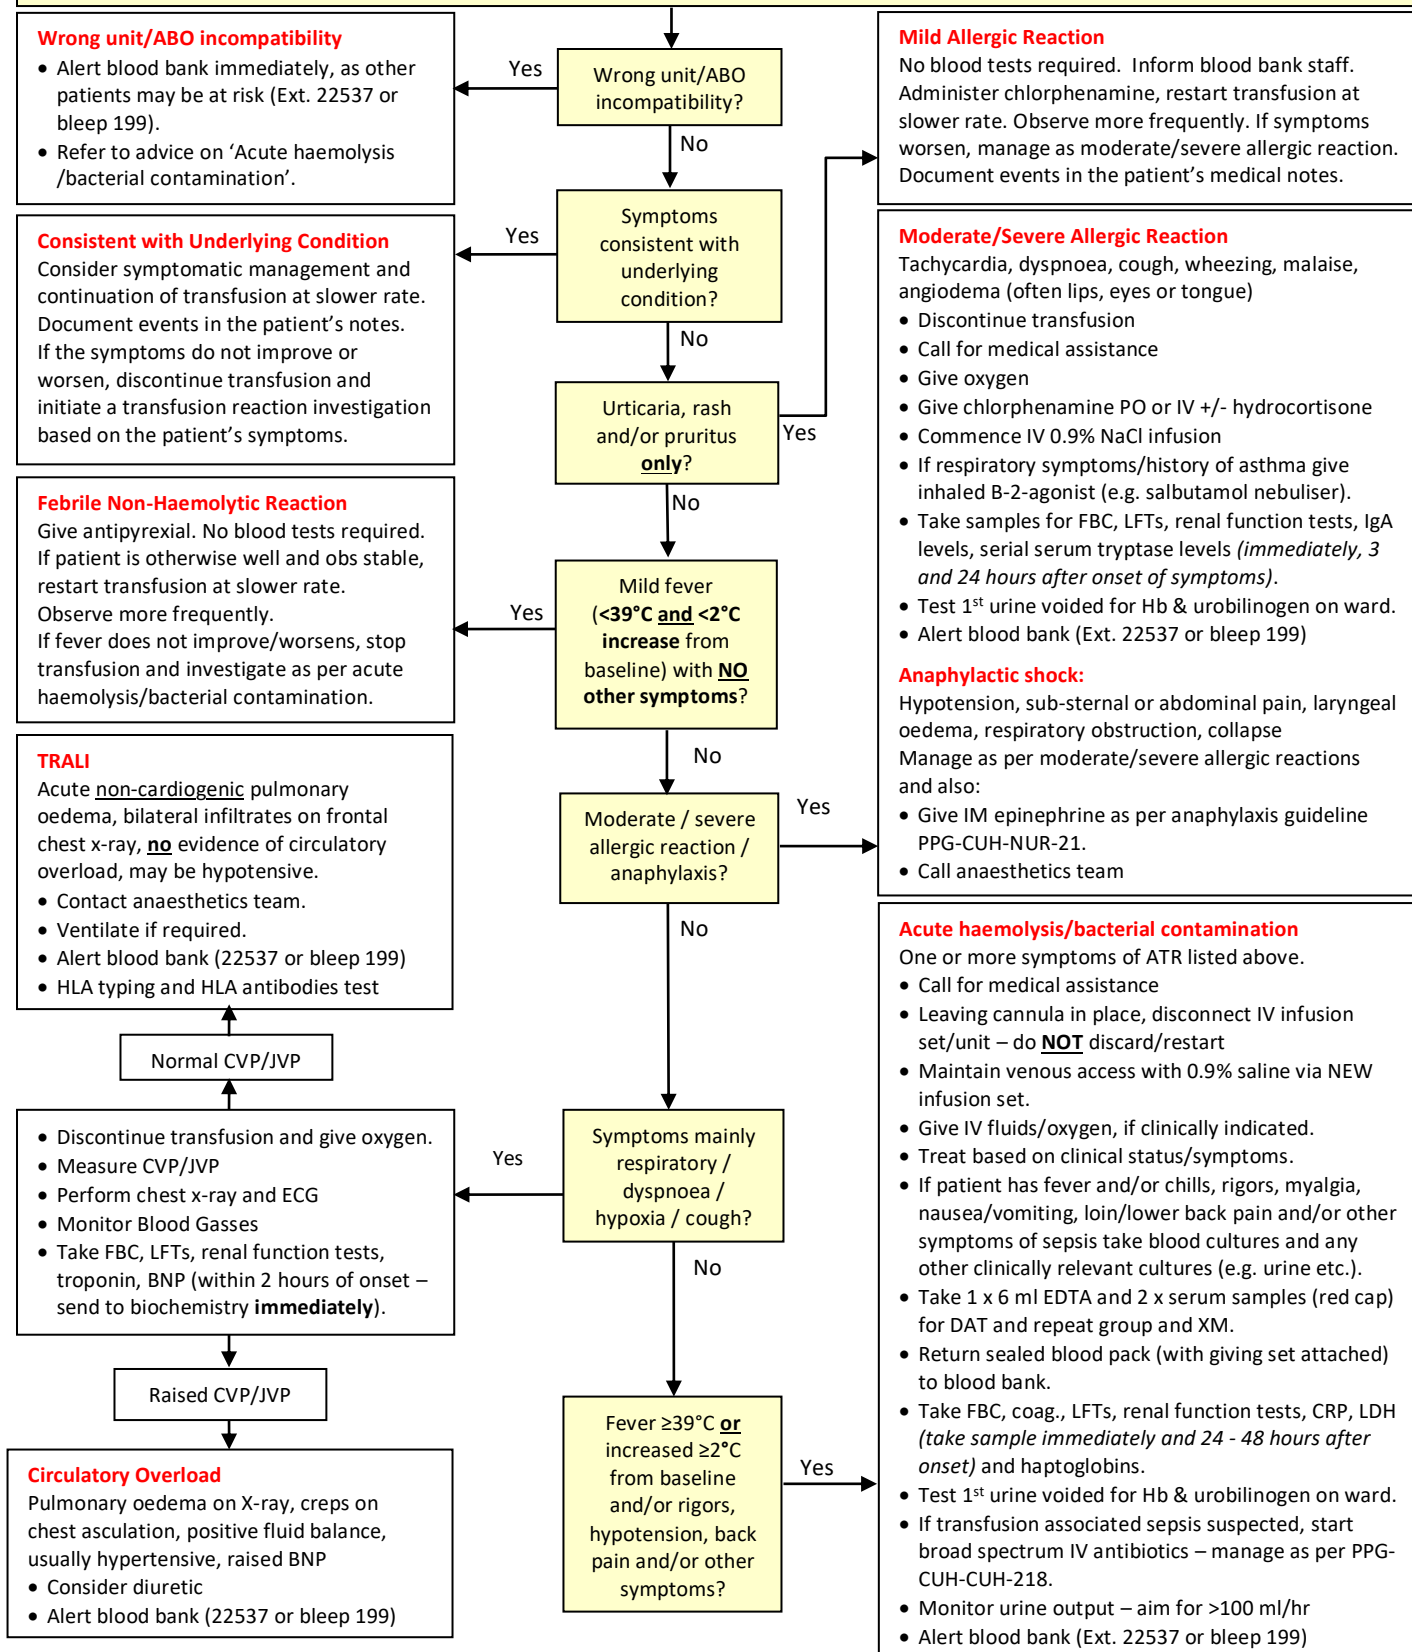 Wrong unit/ABO incompatibility
• Alert blood bank immediately, as other
patients may be at risk (Ext. 22537 or
bleep 199).
• Refer to advice on ‘Acute haemolysis
/bacterial contamination’.
Yes
Wrong unit/ABO
incompatibility?
No
Mild Allergic Reaction
No blood tests required.  Inform blood bank staff.
Administer chlorphenamine, restart transfusion at
slower rate. Observe more frequently. If symptoms
worsen, manage as moderate/severe allergic reaction.
Document events in the patient’s medical notes.
Consistent with Underlying Condition
Consider symptomatic management and
continuation of transfusion at slower rate.
Document events in the patient’s notes.
If the symptoms do not improve or
worsen, discontinue transfusion and
initiate a transfusion reaction investigation
based on the patient’s symptoms.
Yes
Symptoms
consistent with
underlying
condition?
No
Urticaria, rash
and/or pruritus
only?
Yes
No
Moderate/Severe Allergic Reaction
Tachycardia, dyspnoea, cough, wheezing, malaise,
angiodema (often lips, eyes or tongue)
• Discontinue transfusion
• Call for medical assistance
• Give oxygen
• Give chlorphenamine PO or IV +/- hydrocortisone
• Commence IV 0.9% NaCl infusion
• If respiratory symptoms/history of asthma give
inhaled B-2-agonist (e.g. salbutamol nebuliser).
• Take samples for FBC, LFTs, renal function tests, IgA
levels, serial serum tryptase levels (immediately, 3
and 24 hours after onset of symptoms).
• Test 1st urine voided for Hb & urobilinogen on ward.
• Alert blood bank (Ext. 22537 or bleep 199)
Anaphylactic shock:
Hypotension, sub-sternal or abdominal pain, laryngeal
oedema, respiratory obstruction, collapse
Manage as per moderate/severe allergic reactions
and also:
• Give IM epinephrine as per anaphylaxis guideline
PPG-CUH-NUR-21.
• Call anaesthetics team
Febrile Non-Haemolytic Reaction
Give antipyrexial. No blood tests required.
If patient is otherwise well and obs stable,
restart transfusion at slower rate.
Observe more frequently.
If fever does not improve/worsens, stop
transfusion and investigate as per acute
haemolysis/bacterial contamination.
Yes
Mild fever
(<39°C and <2°C
increase from
baseline) with NO
other symptoms?
No
TRALI
Acute non-cardiogenic pulmonary
oedema, bilateral infiltrates on frontal
chest x-ray, no evidence of circulatory
overload, may be hypotensive.
• Contact anaesthetics team.
• Ventilate if required.
• Alert blood bank (22537 or bleep 199)
• HLA typing and HLA antibodies test
Moderate / severe
allergic reaction /
anaphylaxis?
Yes
No
Normal CVP/JVP
• Discontinue transfusion and give oxygen.
• Measure CVP/JVP
• Perform chest x-ray and ECG
• Monitor Blood Gasses
• Take FBC, LFTs, renal function tests,
troponin, BNP (within 2 hours of onset –
send to biochemistry immediately).
Yes
Symptoms mainly
respiratory /
dyspnoea /
hypoxia / cough?
No
Raised CVP/JVP
Circulatory Overload
Pulmonary oedema on X-ray, creps on
chest asculation, positive fluid balance,
usually hypertensive, raised BNP
• Consider diuretic
• Alert blood bank (22537 or bleep 199)
Fever ≥39°C or
increased ≥2°C
from baseline
and/or rigors,
hypotension, back
pain and/or other
symptoms?
Yes
Acute haemolysis/bacterial contamination
One or more symptoms of ATR listed above.
• Call for medical assistance
• Leaving cannula in place, disconnect IV infusion
set/unit – do NOT discard/restart
• Maintain venous access with 0.9% saline via NEW
infusion set.
• Give IV fluids/oxygen, if clinically indicated.
• Treat based on clinical status/symptoms.
• If patient has fever and/or chills, rigors, myalgia,
nausea/vomiting, loin/lower back pain and/or other
symptoms of sepsis take blood cultures and any
other clinically relevant cultures (e.g. urine etc.).
• Take 1 x 6 ml EDTA and 2 x serum samples (red cap)
for DAT and repeat group and XM.
• Return sealed blood pack (with giving set attached)
to blood bank.
• Take FBC, coag., LFTs, renal function tests, CRP, LDH
(take sample immediately and 24 - 48 hours after
onset) and haptoglobins.
• Test 1st urine voided for Hb & urobilinogen on ward.
• If transfusion associated sepsis suspected, start
broad spectrum IV antibiotics – manage as per PPG-
CUH-CUH-218.
• Monitor urine output – aim for >100 ml/hr
• Alert blood bank (Ext. 22537 or bleep 199)